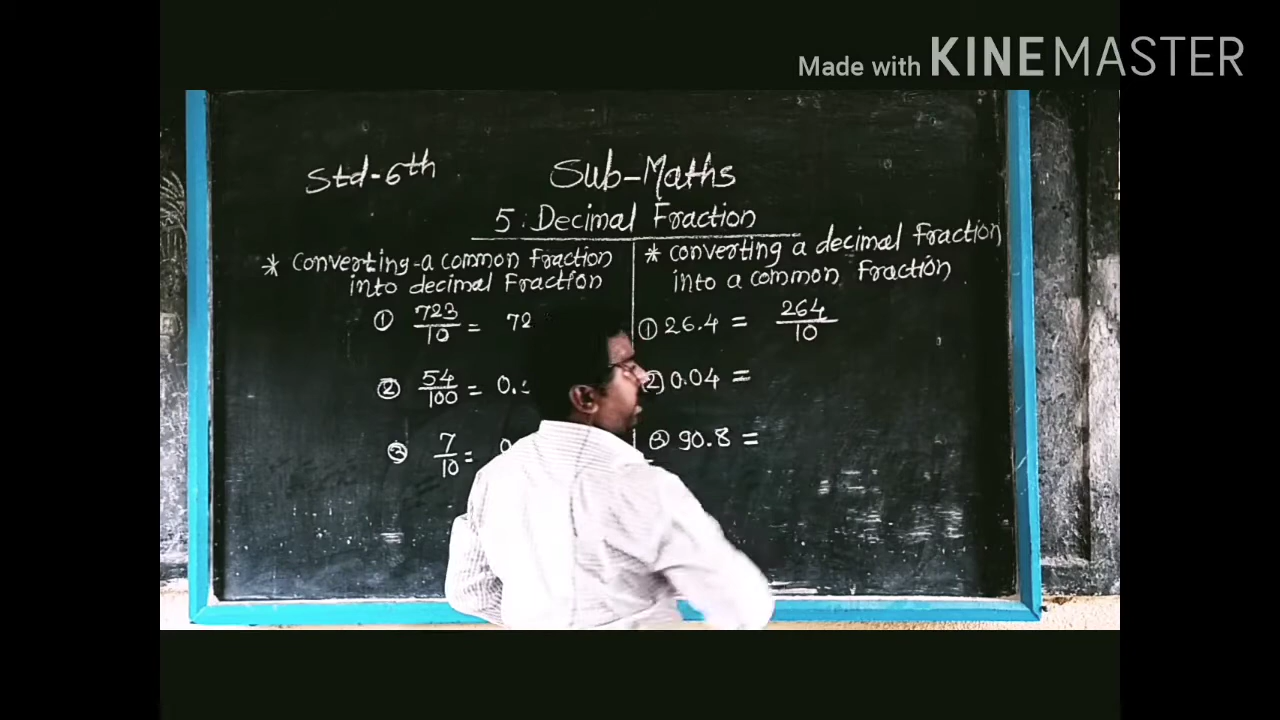 Made with KINEMASTER
Std-6th
Sub-Maths
5. Decimal Fraction
* Converting-a common fraction
into decimal Fraction
① 723/10 = 72
② 54/100 = 0.
③ 7/10 =
* converting a decimal fraction
into a common fraction
① 26.4 = 264/10
② 0.04 =
③ 90.8 =